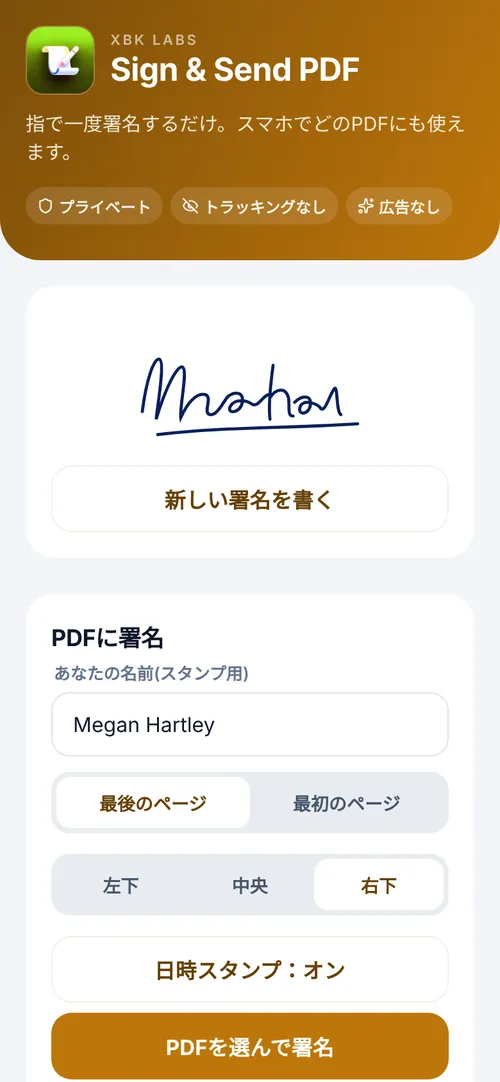 XBK LABS
Sign & Send PDF
指で一度署名するだけ。スマホでどのPDFにも使え
ます。
プライベート
トラッキングなし
広告なし
新しい署名を書く
PDFに署名
あなたの名前(スタンプ用)
Megan Hartley
最後のページ
最初のページ
左下
中央
右下
日時スタンプ：オン
PDFを選んで署名